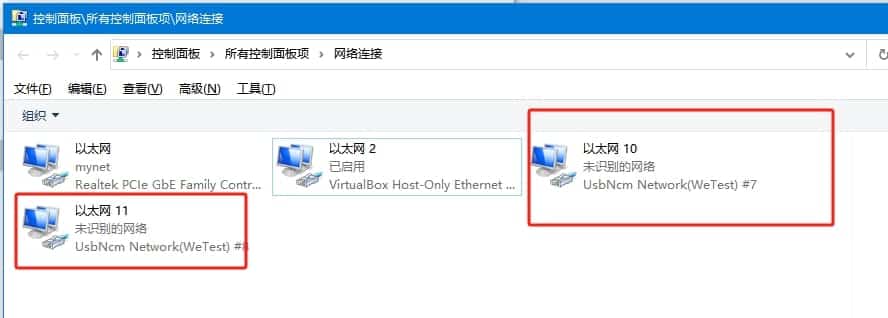 控制面板\所有控制面板项\网络连接
控制面板 > 所有控制面板项 > 网络连接
文件(F) 编辑(E) 查看(V) 高级(N) 工具(T)
组织
以太网
mynet
Realtek PCIe GbE Family Contr...
以太网 2
已启用
VirtualBox Host-Only Ethernet ...
以太网 10
未识别的网络
UsbNcm Network(WeTest) #7
以太网 11
未识别的网络
UsbNcm Network(WeTest) #8